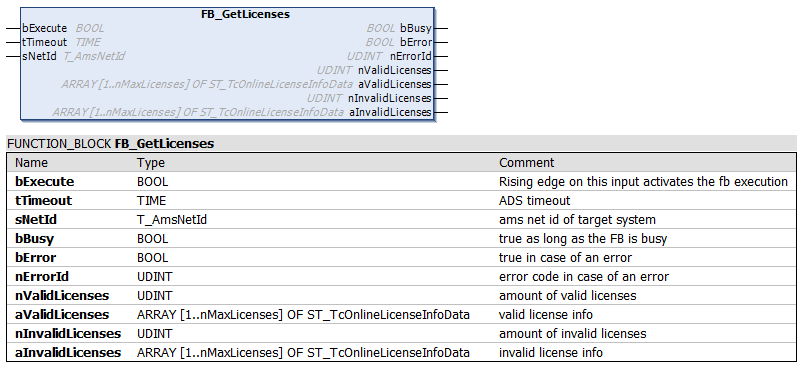 FB_GetLicenses
bExecute BOOL BOOL bBusy
tTimeout TIME BOOL bError
sNetId T_AmsNetId UDINT nErrorId
UDINT nValidLicenses
ARRAY [1..nMaxLicenses] OF ST_TcOnlineLicenseInfoData aValidLicenses
UDINT nInvalidLicenses
ARRAY [1..nMaxLicenses] OF ST_TcOnlineLicenseInfoData aInvalidLicenses
FUNCTION_BLOCK FB_GetLicenses
Name Type Comment
bExecute BOOL Rising edge on this input activates the fb execution
tTimeout TIME ADS timeout
sNetId T_AmsNetId ams net id of target system
bBusy BOOL true as long as the FB is busy
bError BOOL true in case of an error
nErrorId UDINT error code in case of an error
nValidLicenses UDINT amount of valid licenses
aValidLicenses ARRAY [1..nMaxLicenses] OF ST_TcOnlineLicenseInfoData valid license info
nInvalidLicenses UDINT amount of invalid licenses
aInvalidLicenses ARRAY [1..nMaxLicenses] OF ST_TcOnlineLicenseInfoData invalid license info